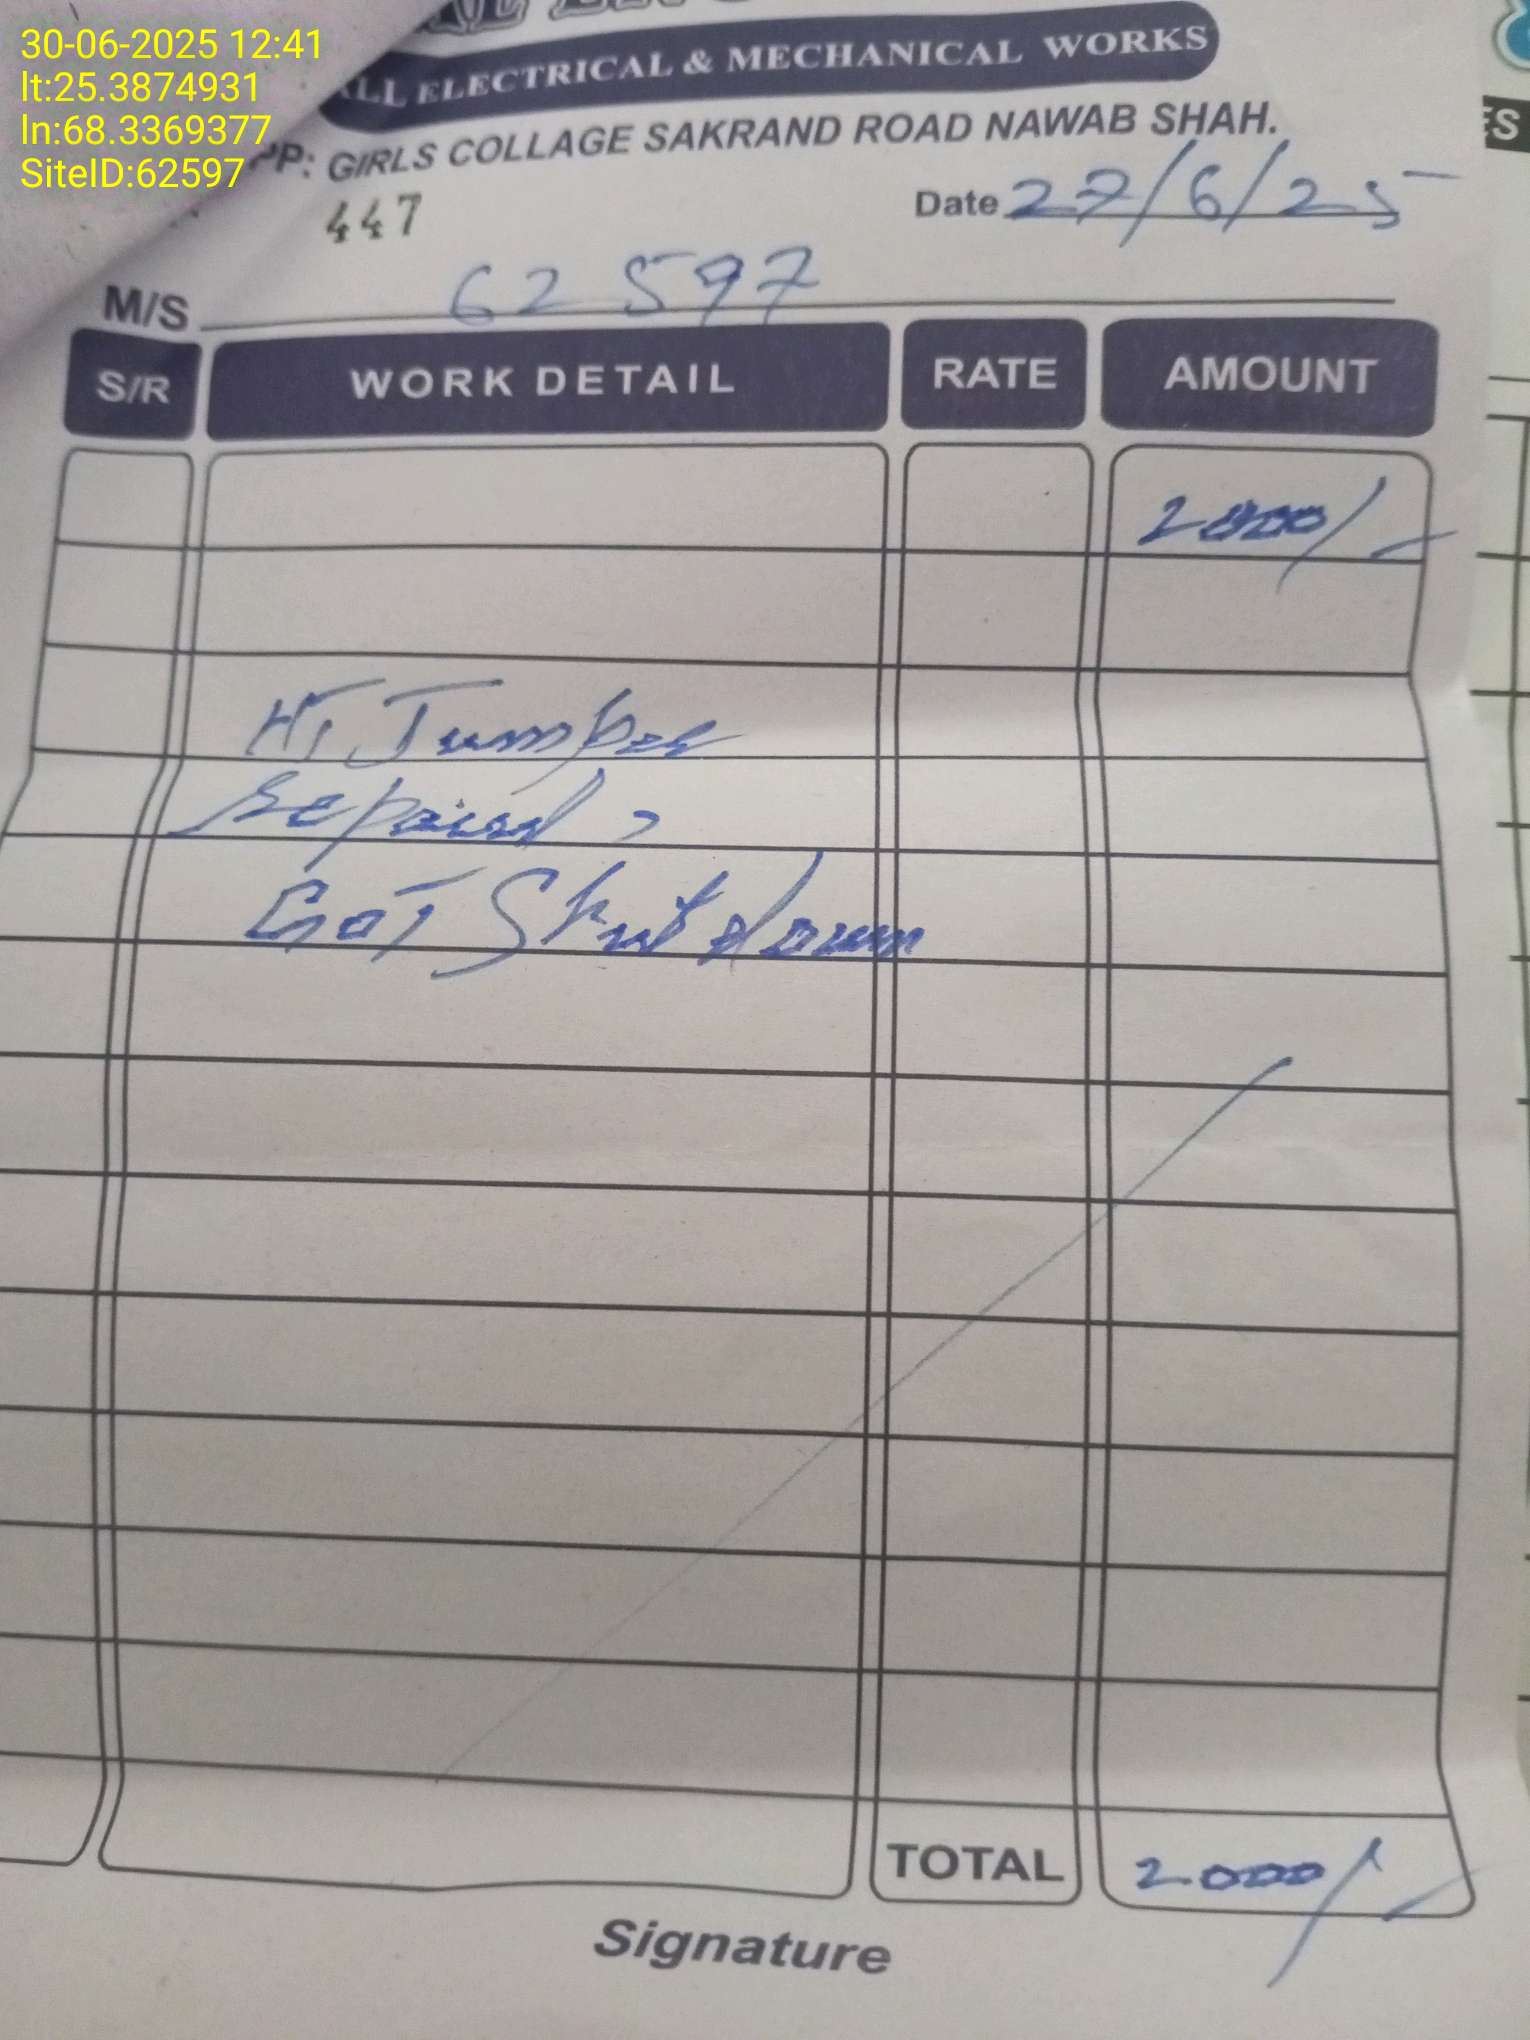 30-06-2025 12:41
lt:25.3874931
ln:68.3369377
SiteID:62597
ALL ELECTRICAL & MECHANICAL WORKS
PP: GIRLS COLLAGE SAKRAND ROAD NAWAB SHAH.
447
Date 27/6/25
M/S 62597
S/R WORK DETAIL RATE AMOUNT
2000/-
HT Jumper
repaired,
GOT Shutdown
TOTAL 2000/-
Signature